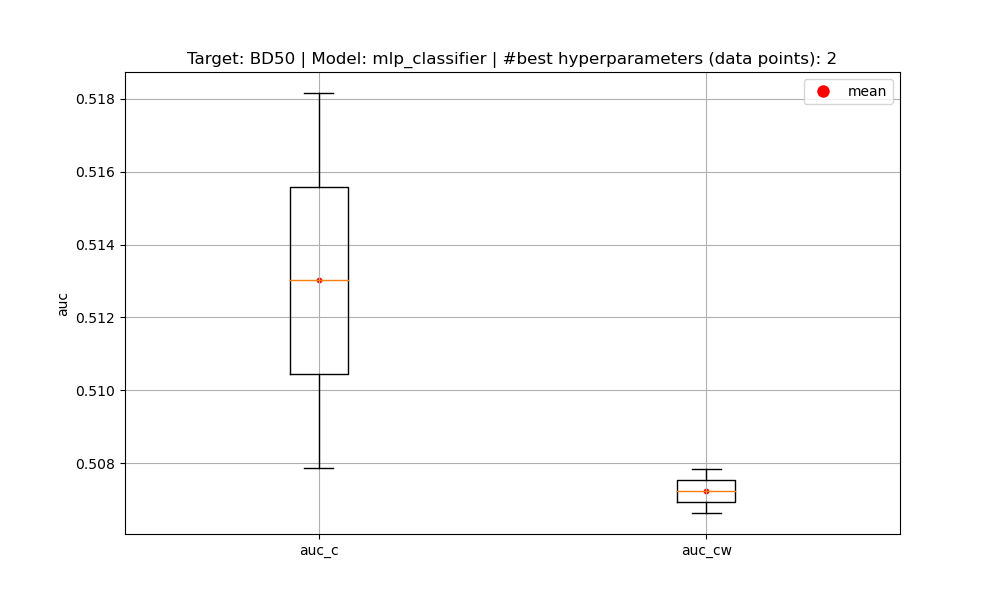 Target: BD50 | Model: mlp_classifier | #best hyperparameters (data points): 2
mean
0.518
0.516
0.514
0.512
0.510
0.508
auc
auc_c
auc_cw